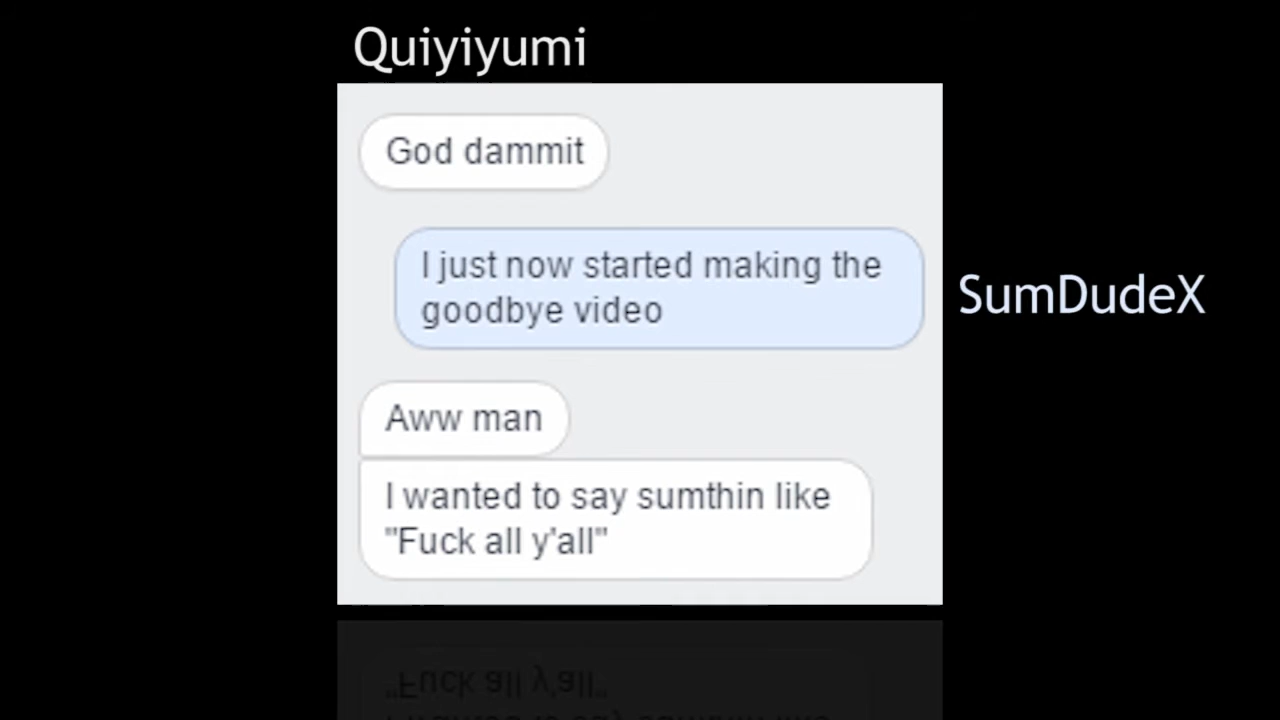 Quiyiyumi
God dammit
I just now started making the
goodbye video
SumDudeX
Aww man
I wanted to say sumthin like
"Fuck all y'all"